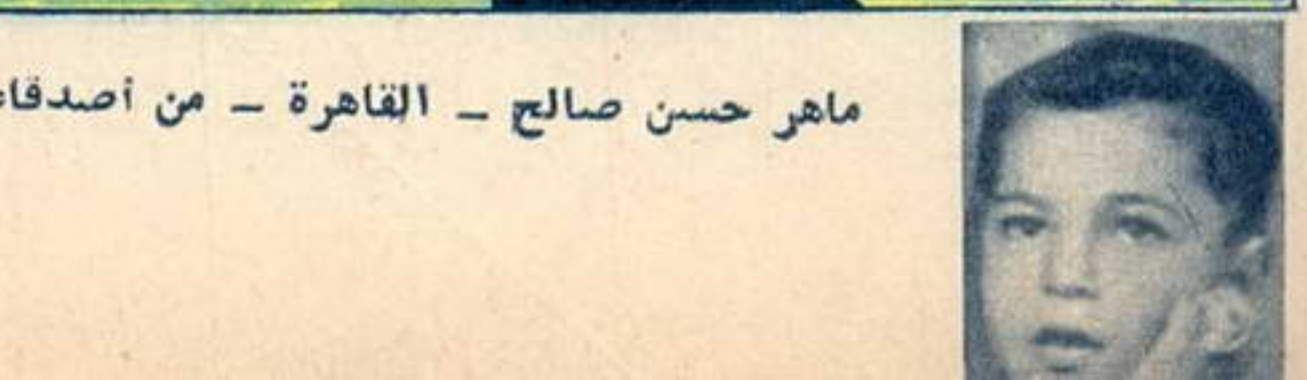 ماهر حسن صالح – القاهرة – من أصدقاء